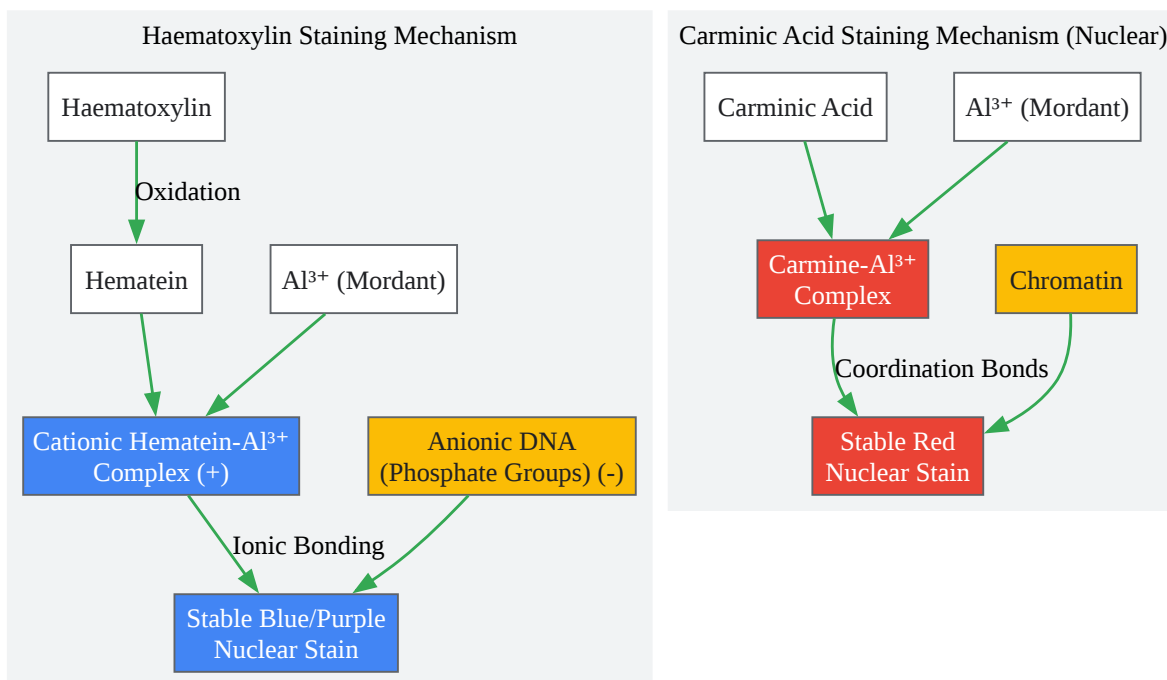 Haematoxylin Staining Mechanism
Haematoxylin
Oxidation
Hematein
Al³⁺ (Mordant)
Cationic Hematein-Al³⁺
Complex (+)
Anionic DNA
(Phosphate Groups) (-)
Ionic Bonding
Stable Blue/Purple
Nuclear Stain
Carminic Acid Staining Mechanism (Nuclear)
Carminic Acid
Al³⁺ (Mordant)
Carmine-Al³⁺
Complex
Chromatin
Coordination Bonds
Stable Red
Nuclear Stain